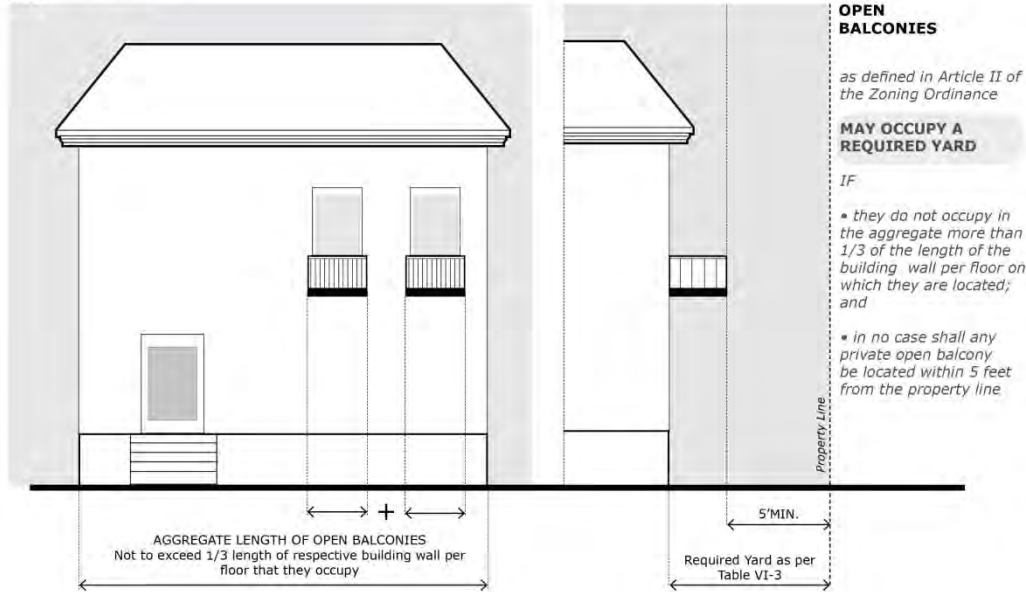 OPEN
BALCONIES
as defined in Article II of
the Zoning Ordinance
MAY OCCUPY A
REQUIRED YARD
IF
• they do not occupy in
the aggregate more than
1/3 of the length of the
building wall per floor on
which they are located;
and
• in no case shall any
private open balcony
be located within 5 feet
from the property line
Property Line
+
5'MIN.
AGGREGATE LENGTH OF OPEN BALCONIES
Not to exceed 1/3 length of respective building wall per
floor that they occupy
Required Yard as per
Table VI-3